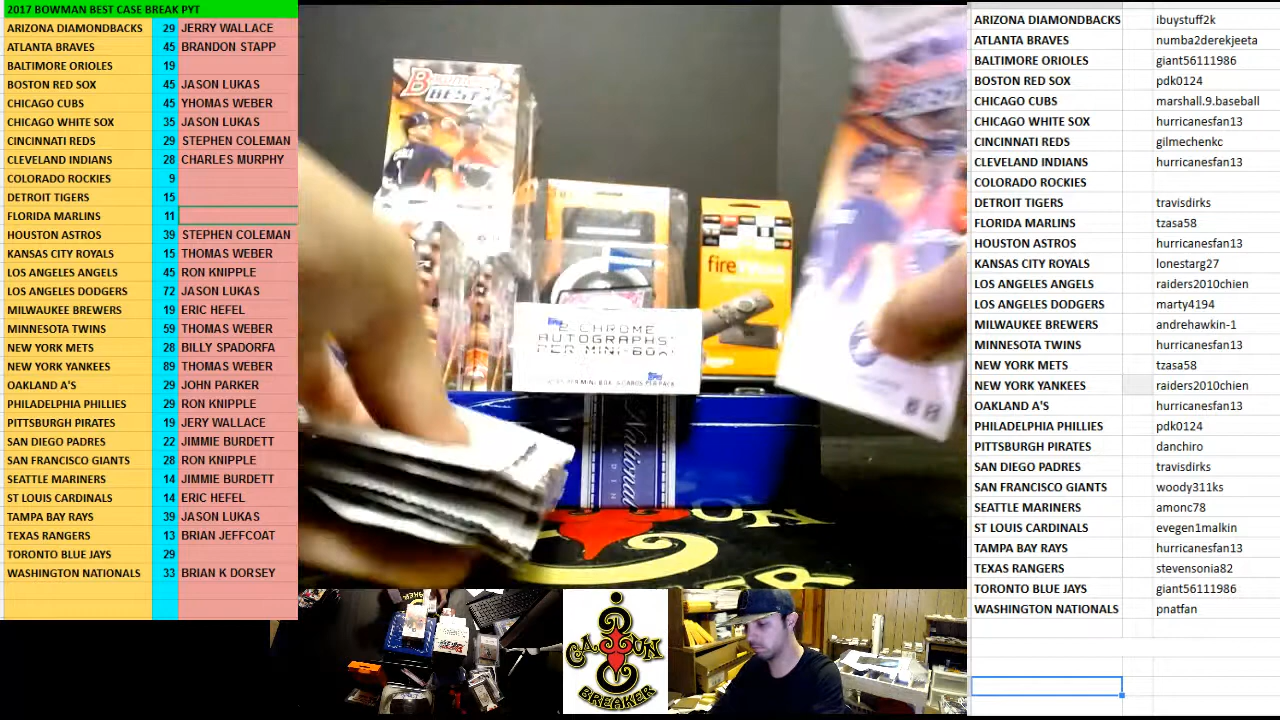 2017 BOWMAN BEST CASE BREAK PYT
ARIZONA DIAMONDBACKS 29 JERRY WALLACE
ATLANTA BRAVES 45 BRANDON STAPP
BALTIMORE ORIOLES 19
BOSTON RED SOX 45 JASON LUKAS
CHICAGO CUBS 45 YHOMAS WEBER
CHICAGO WHITE SOX 35 JASON LUKAS
CINCINNATI REDS 29 STEPHEN COLEMAN
CLEVELAND INDIANS 28 CHARLES MURPHY
COLORADO ROCKIES 9
DETROIT TIGERS 15
FLORIDA MARLINS 11
HOUSTON ASTROS 39 STEPHEN COLEMAN
KANSAS CITY ROYALS 15 THOMAS WEBER
LOS ANGELES ANGELS 45 RON KNIPPLE
LOS ANGELES DODGERS 72 JASON LUKAS
MILWAUKEE BREWERS 19 ERIC HEFEL
MINNESOTA TWINS 59 THOMAS WEBER
NEW YORK METS 28 BILLY SPADORFA
NEW YORK YANKEES 89 THOMAS WEBER
OAKLAND A'S 29 JOHN PARKER
PHILADELPHIA PHILLIES 29 RON KNIPPLE
PITTSBURGH PIRATES 19 JERY WALLACE
SAN DIEGO PADRES 22 JIMMIE BURDETT
SAN FRANCISCO GIANTS 28 RON KNIPPLE
SEATTLE MARINERS 14 JIMMIE BURDETT
ST LOUIS CARDINALS 14 ERIC HEFEL
TAMPA BAY RAYS 39 JASON LUKAS
TEXAS RANGERS 13 BRIAN JEFFCOAT
TORONTO BLUE JAYS 29
WASHINGTON NATIONALS 33 BRIAN K DORSEY
BOWMAN'S
BEST
fire
topps
2 CHROME
AUTOGRAPHS
PER MINI-BOX!
topps
National
CAJUN
BREAKER
ARIZONA DIAMONDBACKS ibuystuff2k
ATLANTA BRAVES numba2derekjeeta
BALTIMORE ORIOLES giant56111986
BOSTON RED SOX pdk0124
CHICAGO CUBS marshall.9.baseball
CHICAGO WHITE SOX hurricanesfan13
CINCINNATI REDS gilmechenkc
CLEVELAND INDIANS hurricanesfan13
COLORADO ROCKIES
DETROIT TIGERS travisdirks
FLORIDA MARLINS tzasa58
HOUSTON ASTROS hurricanesfan13
KANSAS CITY ROYALS lonestarg27
LOS ANGELES ANGELS raiders2010chien
LOS ANGELES DODGERS marty4194
MILWAUKEE BREWERS andrehawkin-1
MINNESOTA TWINS hurricanesfan13
NEW YORK METS tzasa58
NEW YORK YANKEES raiders2010chien
OAKLAND A'S hurricanesfan13
PHILADELPHIA PHILLIES pdk0124
PITTSBURGH PIRATES danchiro
SAN DIEGO PADRES travisdirks
SAN FRANCISCO GIANTS woody311ks
SEATTLE MARINERS amonc78
ST LOUIS CARDINALS evegen1malkin
TAMPA BAY RAYS hurricanesfan13
TEXAS RANGERS stevensonia82
TORONTO BLUE JAYS giant56111986
WASHINGTON NATIONALS pnatfan